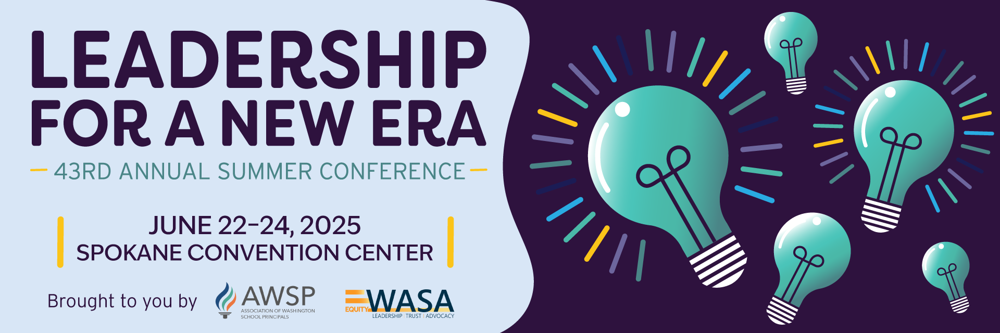 LEADERSHIP
FOR A NEW ERA
43RD ANNUAL SUMMER CONFERENCE
JUNE 22–24, 2025
SPOKANE CONVENTION CENTER
Brought to you by
AWSP
ASSOCIATION OF WASHINGTON
SCHOOL PRINCIPALS
WASA
EQUITY
LEADERSHIP | TRUST | ADVOCACY